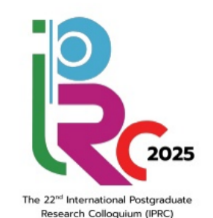 iPRC
2025
The 22nd International Postgraduate
Research Colloquium (IPRC)